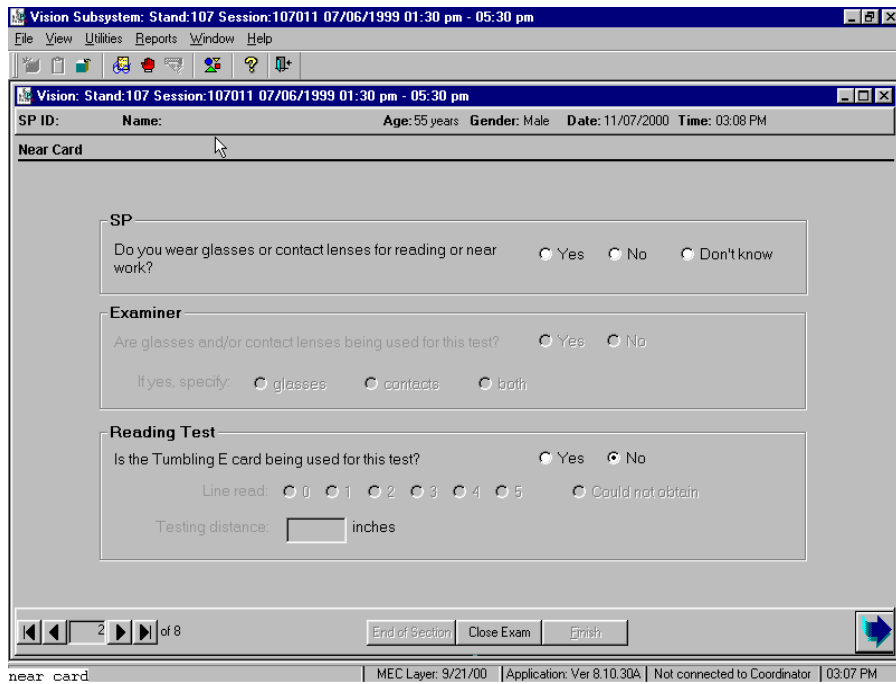 Vision Subsystem: Stand:107 Session:107011 07/06/1999 01:30 pm - 05:30 pm
File View Utilities Reports Window Help
Vision: Stand:107 Session:107011 07/06/1999 01:30 pm - 05:30 pm
SP ID: Name: Age: 55 years Gender: Male Date: 11/07/2000 Time: 03:08 PM
Near Card
SP
Do you wear glasses or contact lenses for reading or near
work?
Yes No Don't know
Examiner
Are glasses and/or contact lenses being used for this test? Yes No
If yes, specify: glasses contacts both
Reading Test
Is the Tumbling E card being used for this test? Yes No
Line read: 0 1 2 3 4 5 Could not obtain
Testing distance: inches
2 of 8 End of Section Close Exam Finish
near card MEC Layer: 9/21/00 Application: Ver 8.10.30A Not connected to Coordinator 03:07 PM